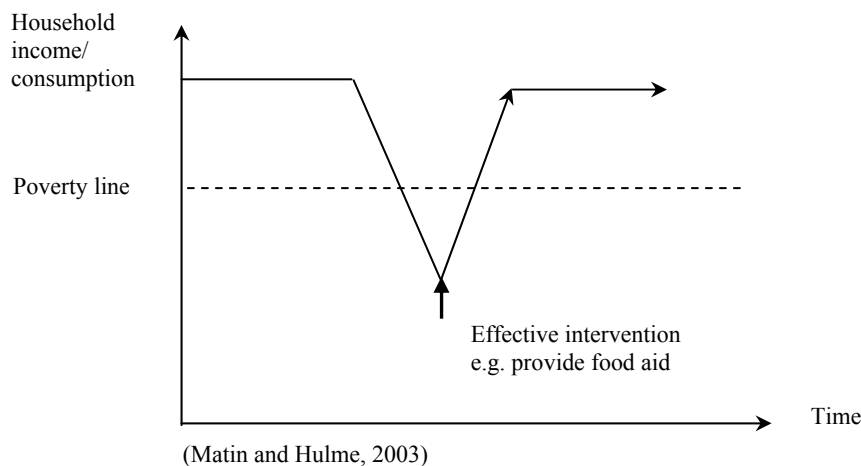 Household
income/
consumption
Poverty line
Effective intervention
e.g. provide food aid
Time
(Matin and Hulme, 2003)